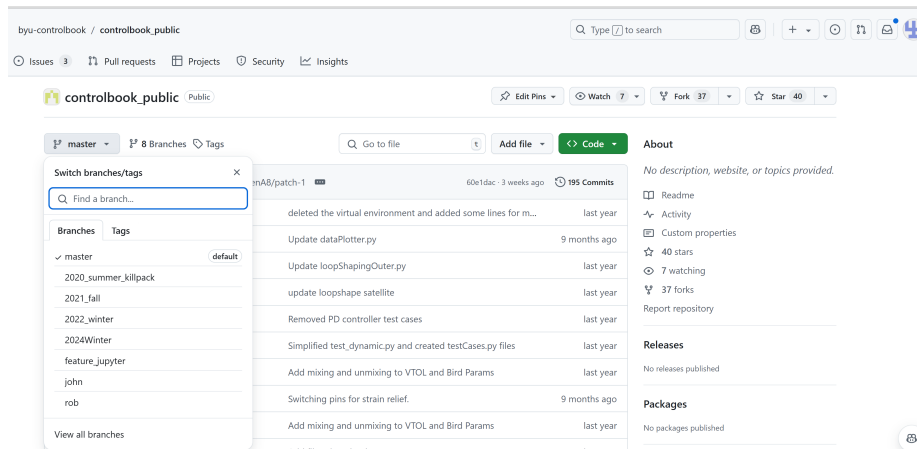 byu-controlbook / controlbook_public
Type / to search
Issues 3 Pull requests Projects Security Insights
controlbook_public Public
Edit Pins Watch 7 Fork 37 Star 40
master 8 Branches Tags
Go to file t
Add file
<> Code
Switch branches/tags
Find a branch...
Branches Tags
master default
2020_summer_killpack
2021_fall
2022_winter
2024Winter
feature_jupyter
john
rob
View all branches
enA8/patch-1 60e1dac · 3 weeks ago 195 Commits
deleted the virtual environment and added some lines for m... last year
Update dataPlotter.py 9 months ago
Update loopShapingOuter.py last year
update loopshape satellite last year
Removed PD controller test cases last year
Simplified test_dynamic.py and created testCases.py files last year
Add mixing and unmixing to VTOL and Bird Params last year
Switching pins for strain relief. 9 months ago
Add mixing and unmixing to VTOL and Bird Params last year
About
No description, website, or topics provided.
Readme
Activity
Custom properties
40 stars
7 watching
37 forks
Report repository
Releases
No releases published
Packages
No packages published